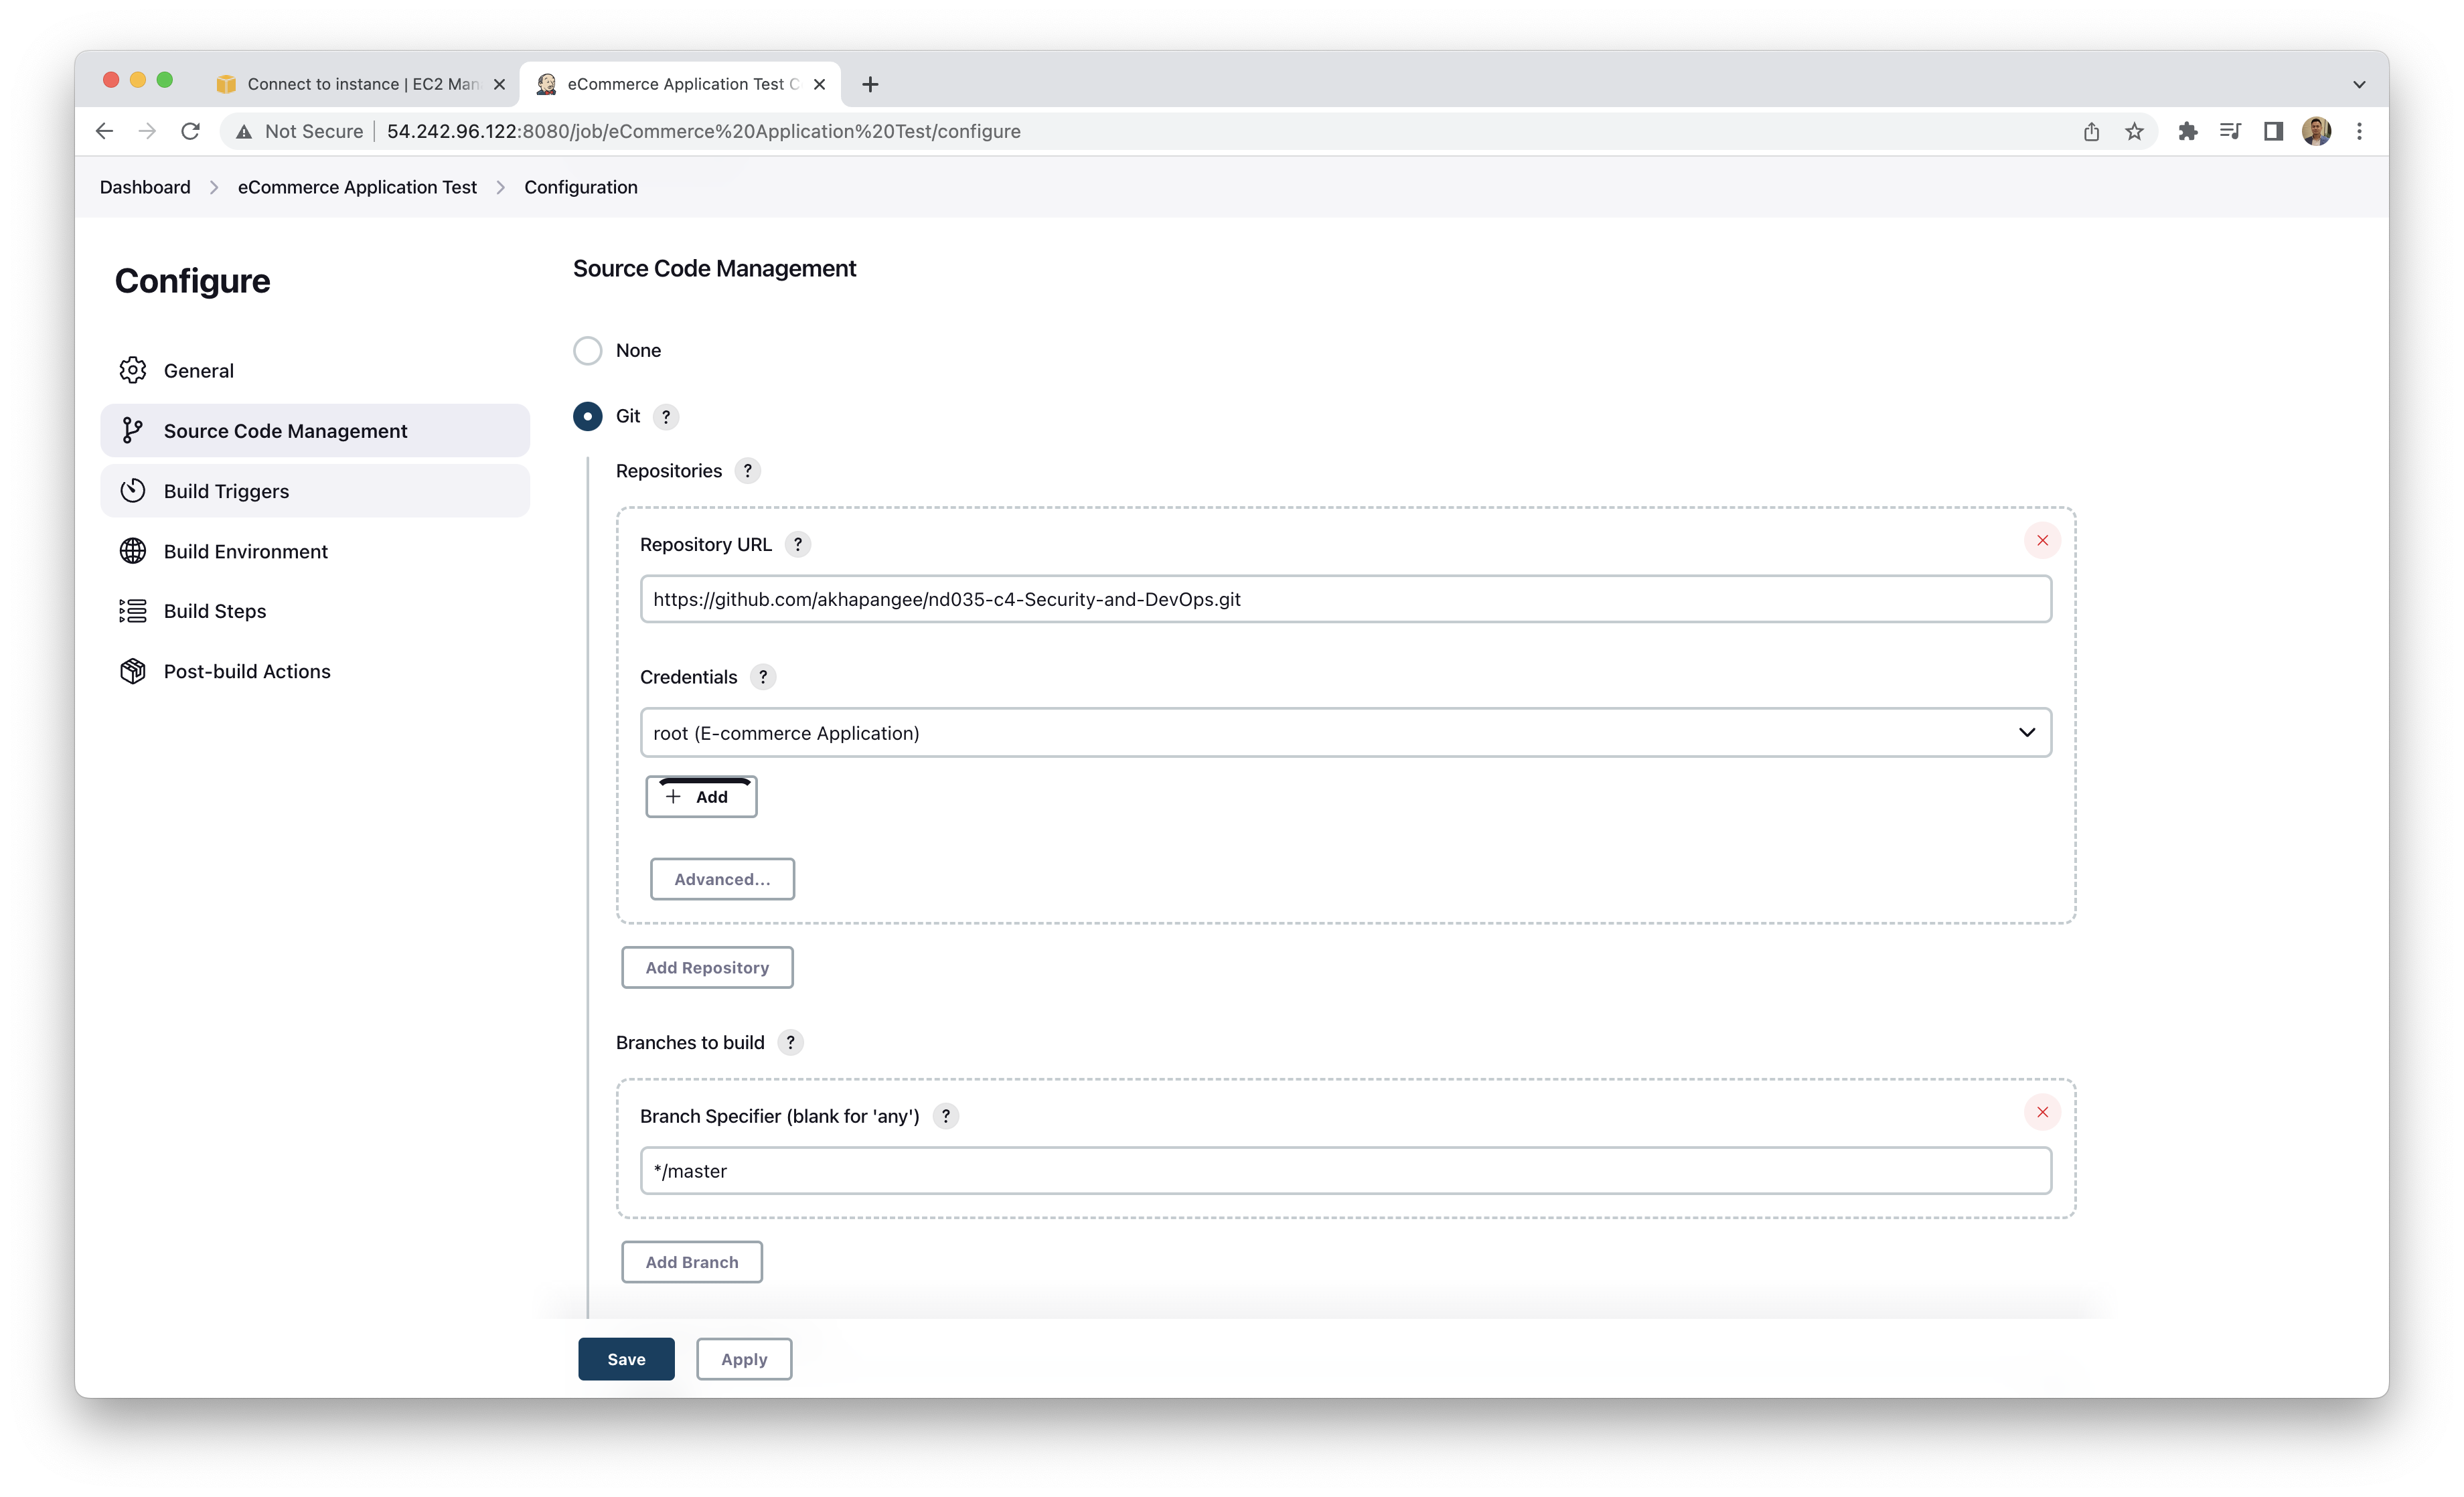 Connect to instance | EC2 Man
eCommerce Application Test C
Not Secure | 54.242.96.122:8080/job/eCommerce%20Application%20Test/configure
Dashboard > eCommerce Application Test > Configuration
Configure
General
Source Code Management
Build Triggers
Build Environment
Build Steps
Post-build Actions
Source Code Management
None
Git ?
Repositories ?
Repository URL ?
https://github.com/akhapangee/nd035-c4-Security-and-DevOps.git
Credentials ?
root (E-commerce Application)
+ Add
Advanced...
Add Repository
Branches to build ?
Branch Specifier (blank for 'any') ?
*/master
Add Branch
Save Apply